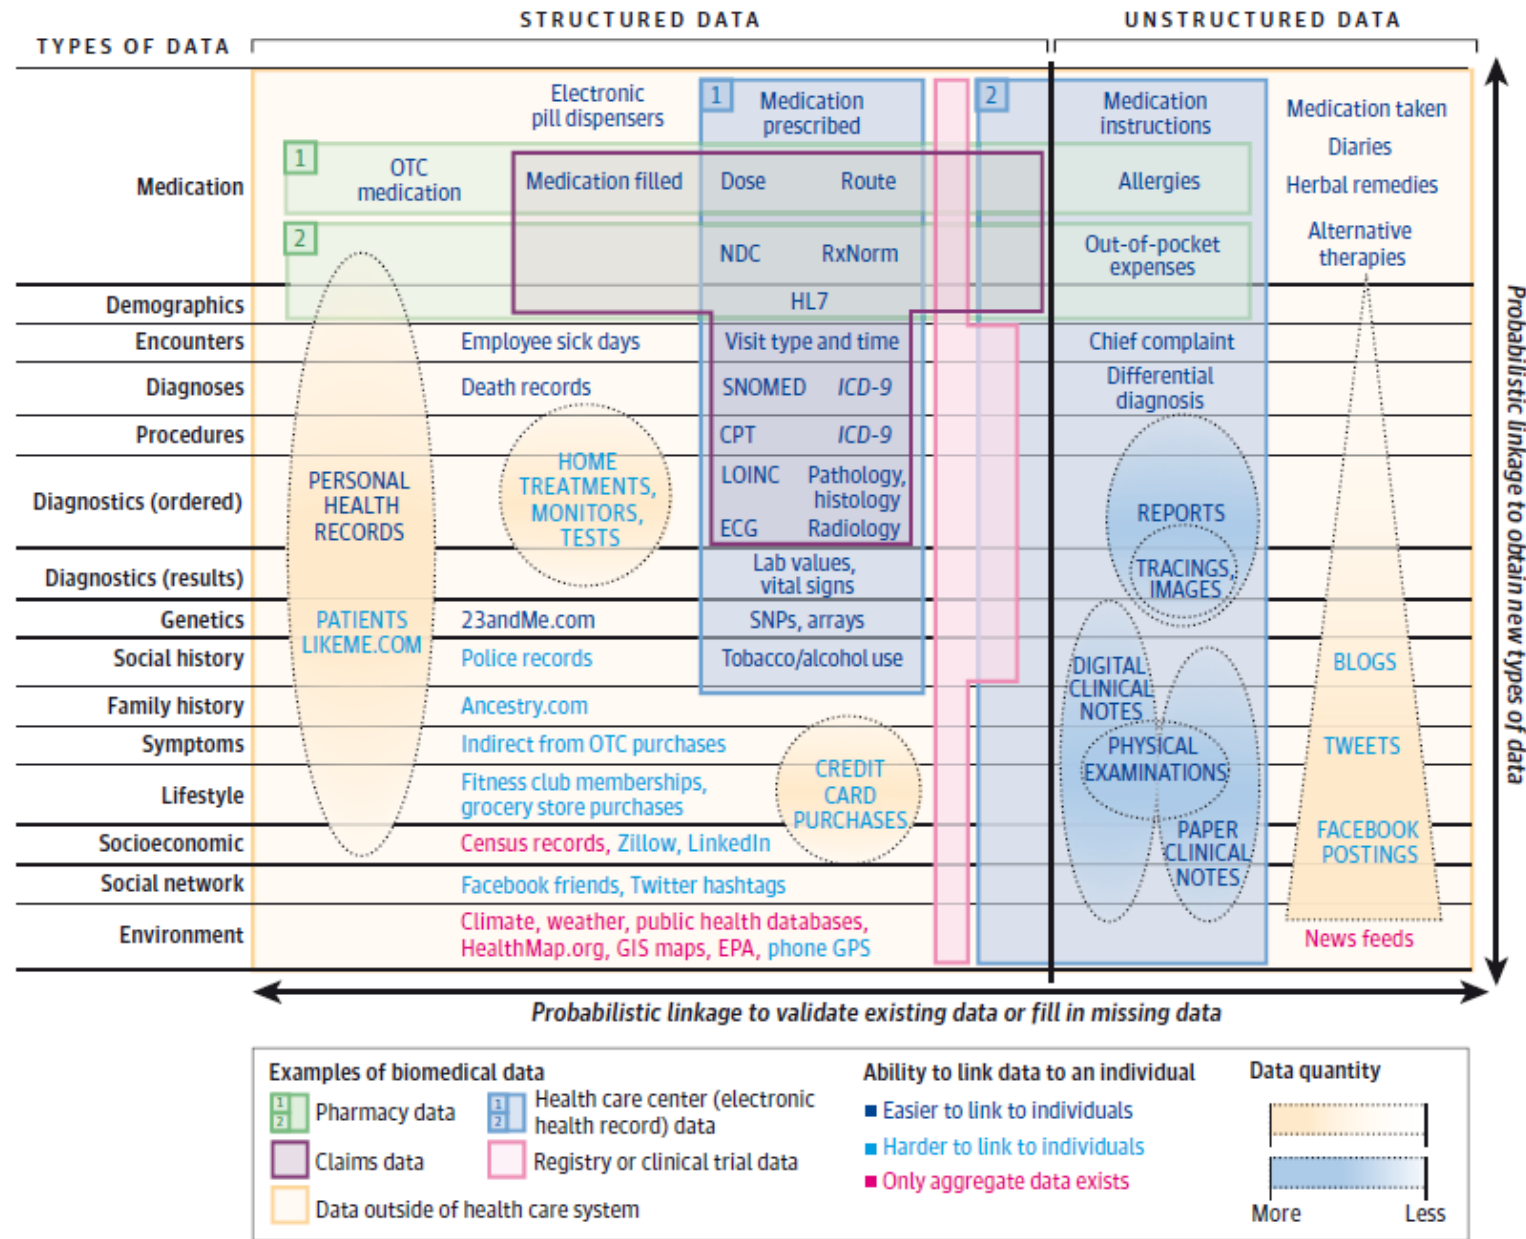 STRUCTURED DATA
UNSTRUCTURED DATA
TYPES OF DATA
Medication
Electronic
pill dispensers
1
Medication
prescribed
2
Medication
instructions
Medication taken
Diaries
Herbal remedies
Alternative
therapies
1
OTC
medication
Medication filled
Dose
Route
Allergies
2
NDC
RxNorm
Out-of-pocket
expenses
Demographics
HL7
Encounters
Employee sick days
Visit type and time
Chief complaint
Diagnoses
Death records
SNOMED
ICD-9
Differential
diagnosis
Procedures
CPT
ICD-9
Diagnostics (ordered)
PERSONAL
HEALTH
RECORDS
HOME
TREATMENTS,
MONITORS,
TESTS
LOINC
Pathology,
histology
ECG
Radiology
REPORTS
Diagnostics (results)
Lab values,
vital signs
TRACINGS,
IMAGES
Genetics
PATIENTS
LIKEME.COM
23andMe.com
SNPs, arrays
Social history
Police records
Tobacco/alcohol use
DIGITAL
CLINICAL
NOTES
BLOGS
Family history
Ancestry.com
Symptoms
Indirect from OTC purchases
PHYSICAL
EXAMINATIONS
TWEETS
Lifestyle
Fitness club memberships,
grocery store purchases
CREDIT
CARD
PURCHASES
Socioeconomic
Census records, Zillow, LinkedIn
PAPER
CLINICAL
NOTES
FACEBOOK
POSTINGS
Social network
Facebook friends, Twitter hashtags
Environment
Climate, weather, public health databases,
HealthMap.org, GIS maps, EPA, phone GPS
News feeds
Probabilistic linkage to obtain new types of data
Probabilistic linkage to validate existing data or fill in missing data
Examples of biomedical data
1
2
Pharmacy data
1
2
Health care center (electronic
health record) data
Claims data
Registry or clinical trial data
Data outside of health care system
Ability to link data to an individual
Easier to link to individuals
Harder to link to individuals
Only aggregate data exists
Data quantity
More
Less